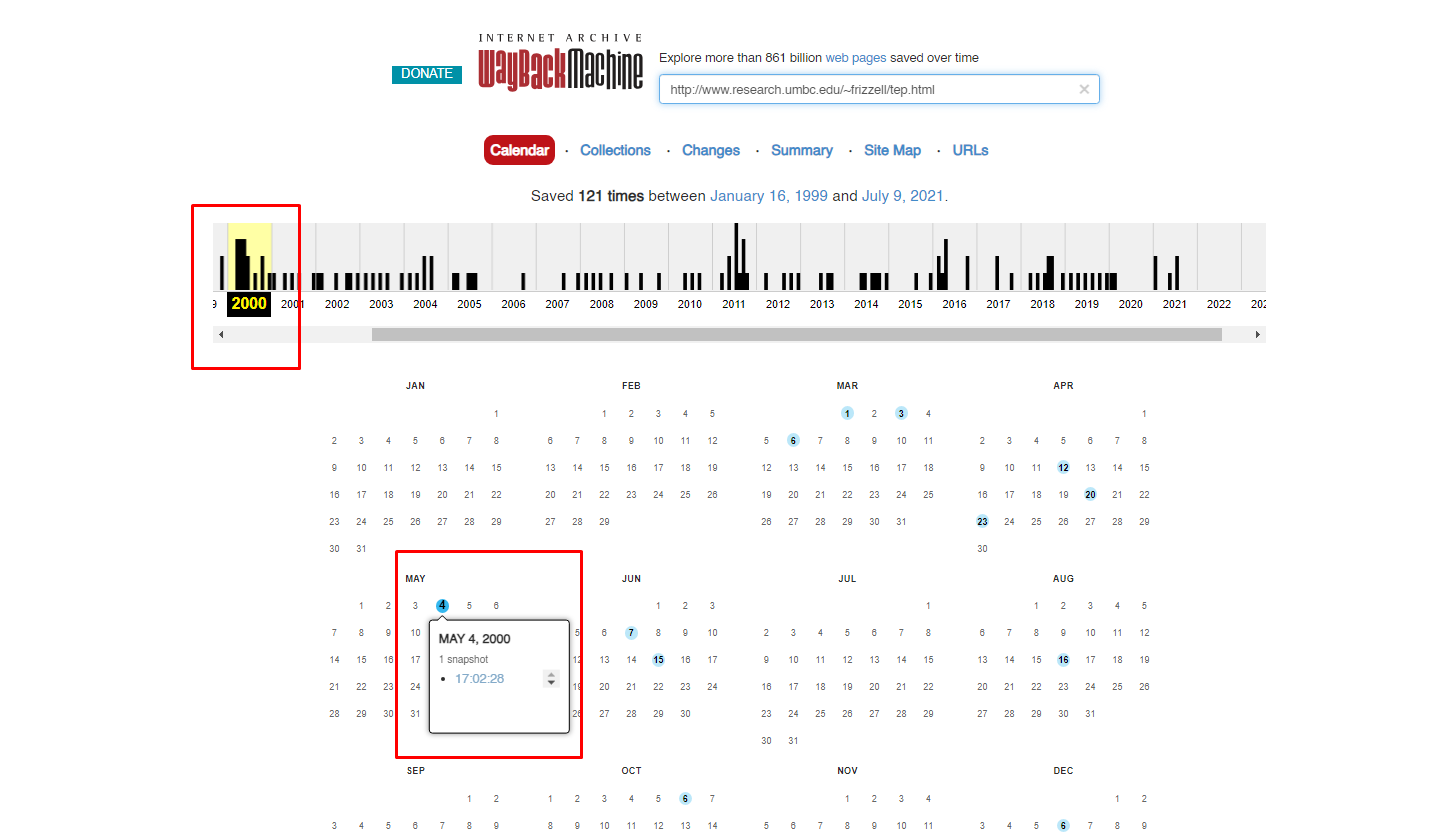 INTERNET ARCHIVE
WayBackMachine
DONATE
Explore more than 861 billion web pages saved over time
http://www.research.umbc.edu/~frizzell/tep.html ×
Calendar · Collections · Changes · Summary · Site Map · URLs
Saved 121 times between January 16, 1999 and July 9, 2021.
9 2000 2001 2002 2003 2004 2005 2006 2007 2008 2009 2010 2011 2012 2013 2014 2015 2016 2017 2018 2019 2020 2021 2022 202
JAN FEB MAR APR
1 1 2 3 4 5 1 2 3 4 1
2 3 4 5 6 7 8 6 7 8 9 10 11 12 5 6 7 8 9 10 11 2 3 4 5 6 7 8
9 10 11 12 13 14 15 13 14 15 16 17 18 19 12 13 14 15 16 17 18 9 10 11 12 13 14 15
16 17 18 19 20 21 22 20 21 22 23 24 25 26 19 20 21 22 23 24 25 16 17 18 19 20 21 22
23 24 25 26 27 28 29 27 28 29 26 27 28 29 30 31 23 24 25 26 27 28 29
30 31 30
MAY JUN JUL AUG
1 2 3 4 5 6 1 2 3 1 1 2 3 4 5
7 8 9 10 5 6 7 8 9 10 2 3 4 5 6 7 8 6 7 8 9 10 11 12
14 15 16 17 12 13 14 15 16 17 9 10 11 12 13 14 15 13 14 15 16 17 18 19
21 22 23 24 19 20 21 22 23 24 16 17 18 19 20 21 22 20 21 22 23 24 25 26
28 29 30 31 26 27 28 29 30 23 24 25 26 27 28 29 27 28 29 30 31
30 31
MAY 4, 2000
1 snapshot
• 17:02:28
SEP OCT NOV DEC
1 2 1 2 3 4 5 6 7 1 2 3 4 1 2
3 4 5 6 7 8 9 8 9 10 11 12 13 14 5 6 7 8 9 10 11 3 4 5 6 7 8 9